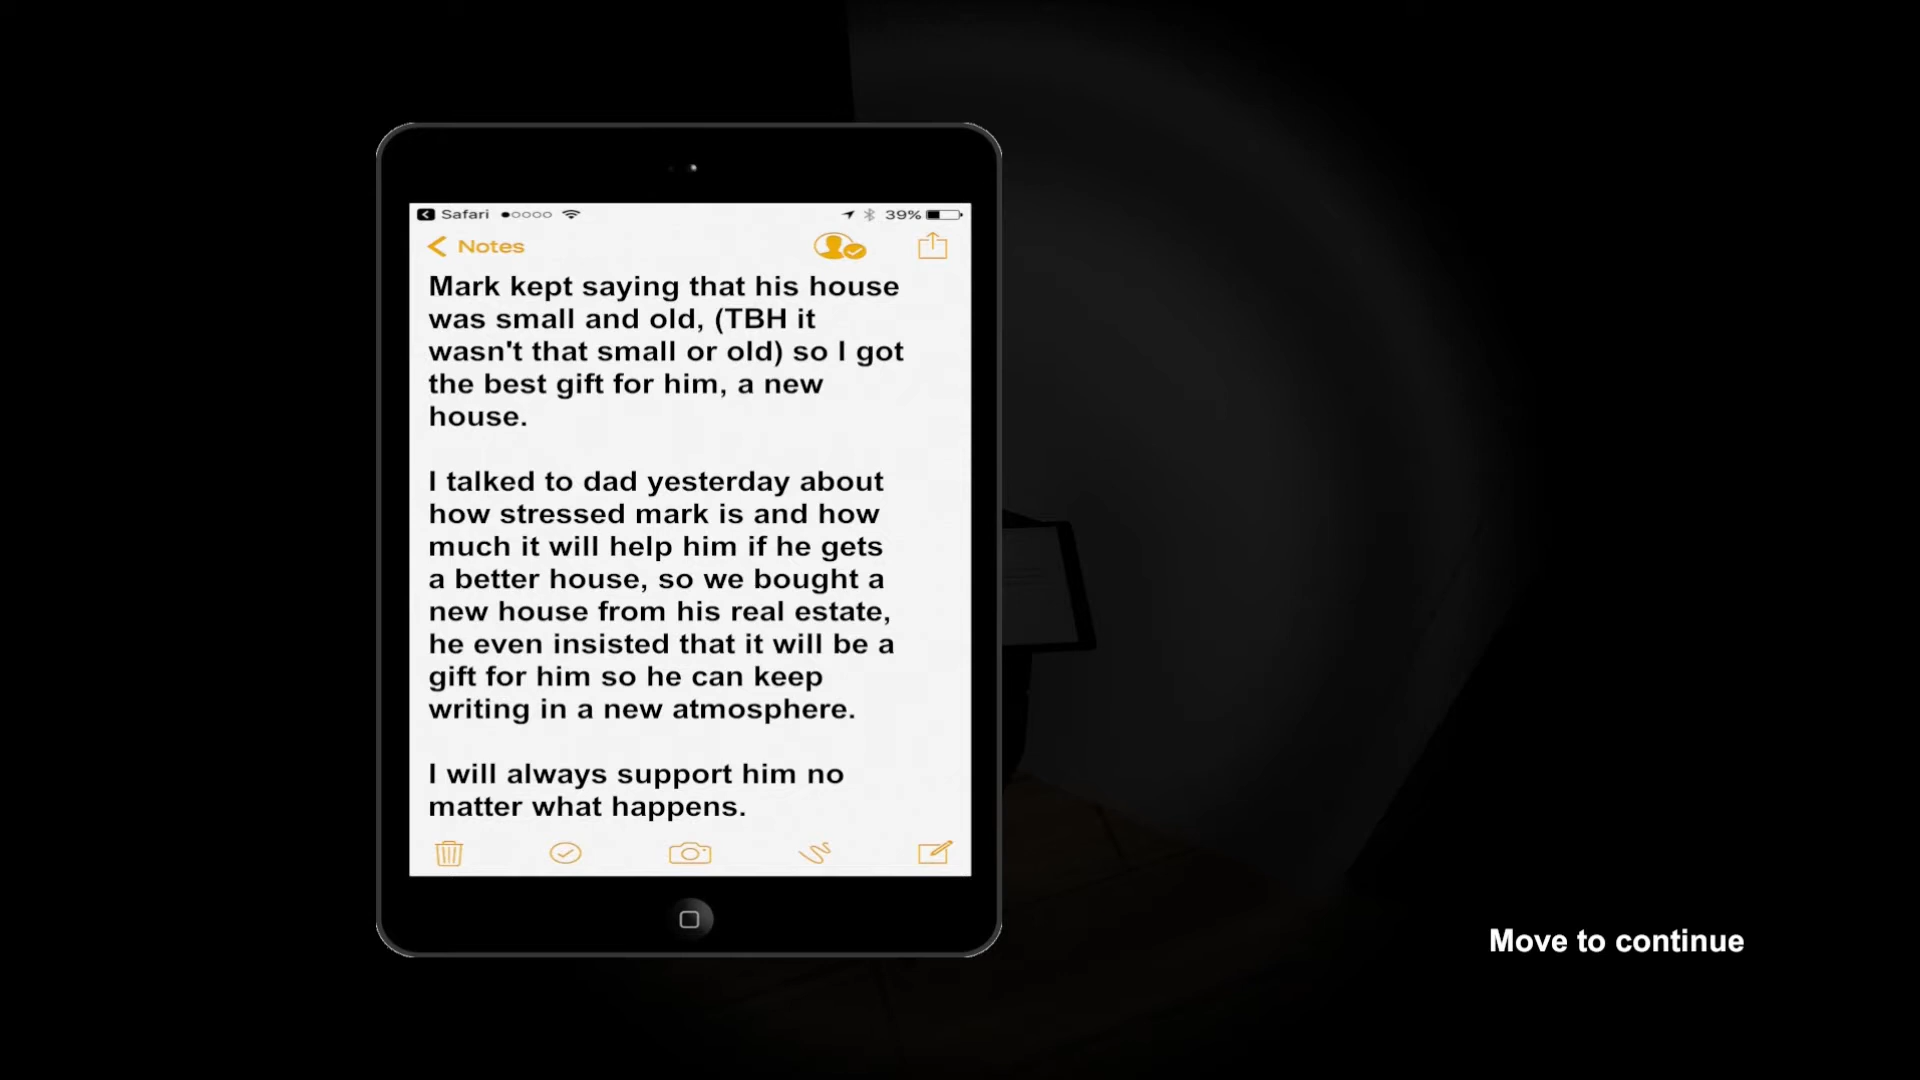 Safari 39%
Notes
Mark kept saying that his house
was small and old, (TBH it
wasn't that small or old) so I got
the best gift for him, a new
house.
I talked to dad yesterday about
how stressed mark is and how
much it will help him if he gets
a better house, so we bought a
new house from his real estate,
he even insisted that it will be a
gift for him so he can keep
writing in a new atmosphere.
I will always support him no
matter what happens.
Move to continue